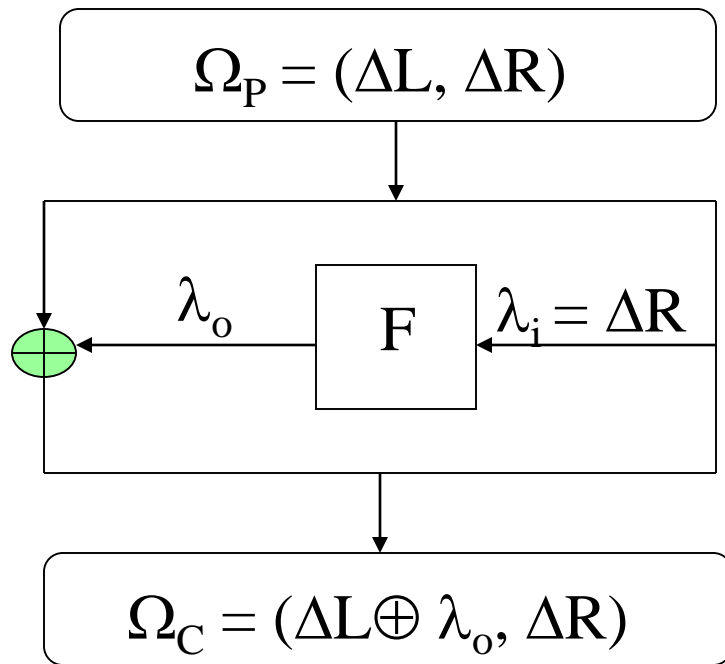 Ω_P = (ΔL, ΔR)
λ_o
F
λ_i = ΔR
Ω_C = (ΔL⊕ λ_o, ΔR)